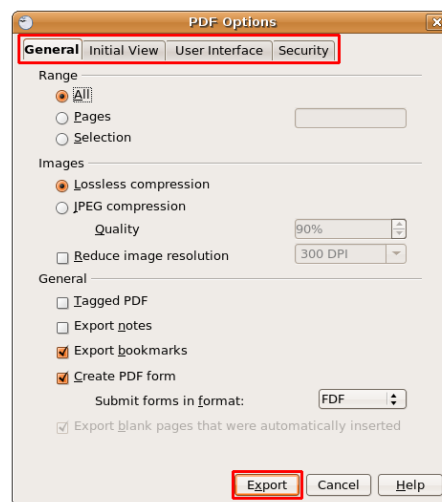 PDF Options
General Initial View User Interface Security
Range
All
Pages
Selection
Images
Lossless compression
JPEG compression
Quality 90%
Reduce image resolution 300 DPI
General
Tagged PDF
Export notes
Export bookmarks
Create PDF form
Submit forms in format: FDF
Export blank pages that were automatically inserted
Export Cancel Help